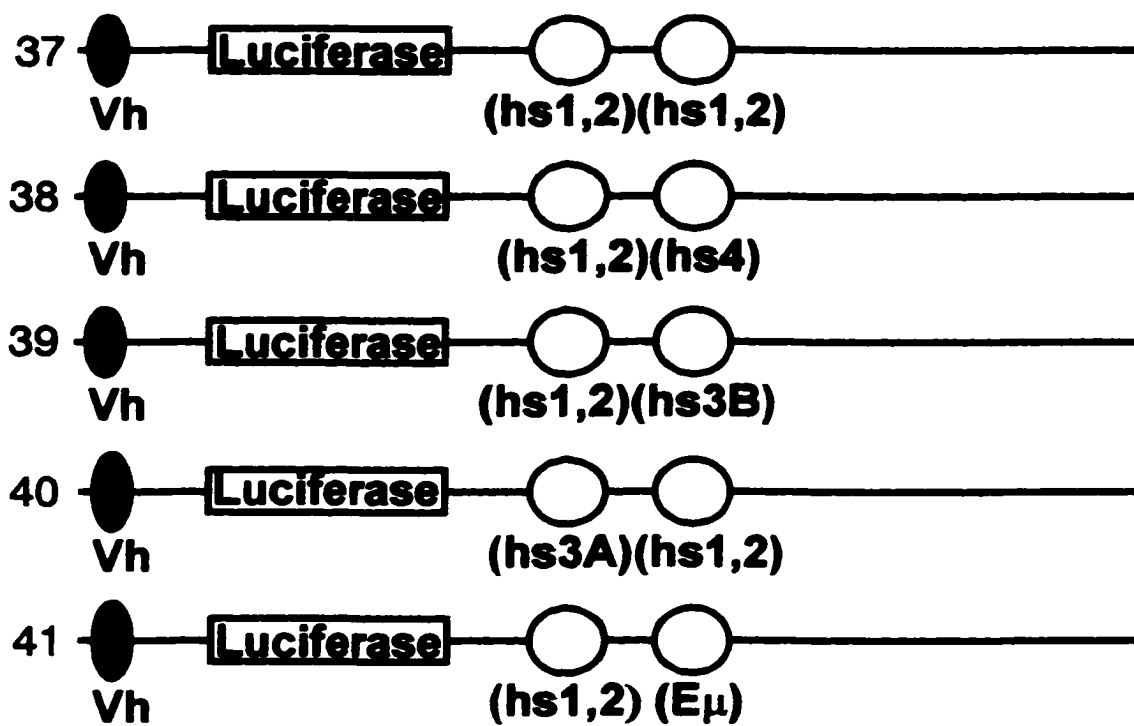 37 Luciferase
Vh (hs1,2)(hs1,2)
38 Luciferase
Vh (hs1,2)(hs4)
39 Luciferase
Vh (hs1,2)(hs3B)
40 Luciferase
Vh (hs3A)(hs1,2)
41 Luciferase
Vh (hs1,2) (Eμ)